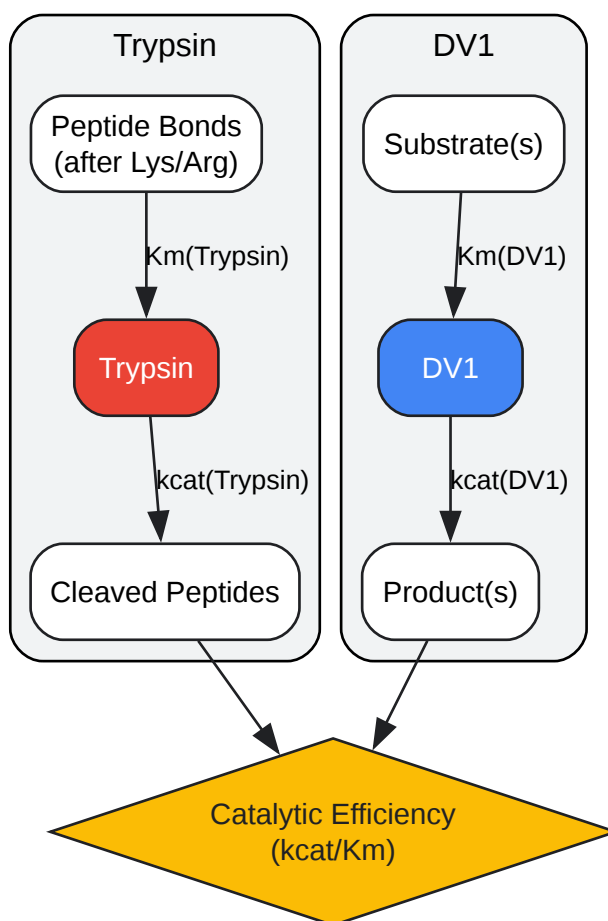 Trypsin
Peptide Bonds
(after Lys/Arg)
Km(Trypsin)
Trypsin
kcat(Trypsin)
Cleaved Peptides
DV1
Substrate(s)
Km(DV1)
DV1
kcat(DV1)
Product(s)
Catalytic Efficiency
(kcat/Km)